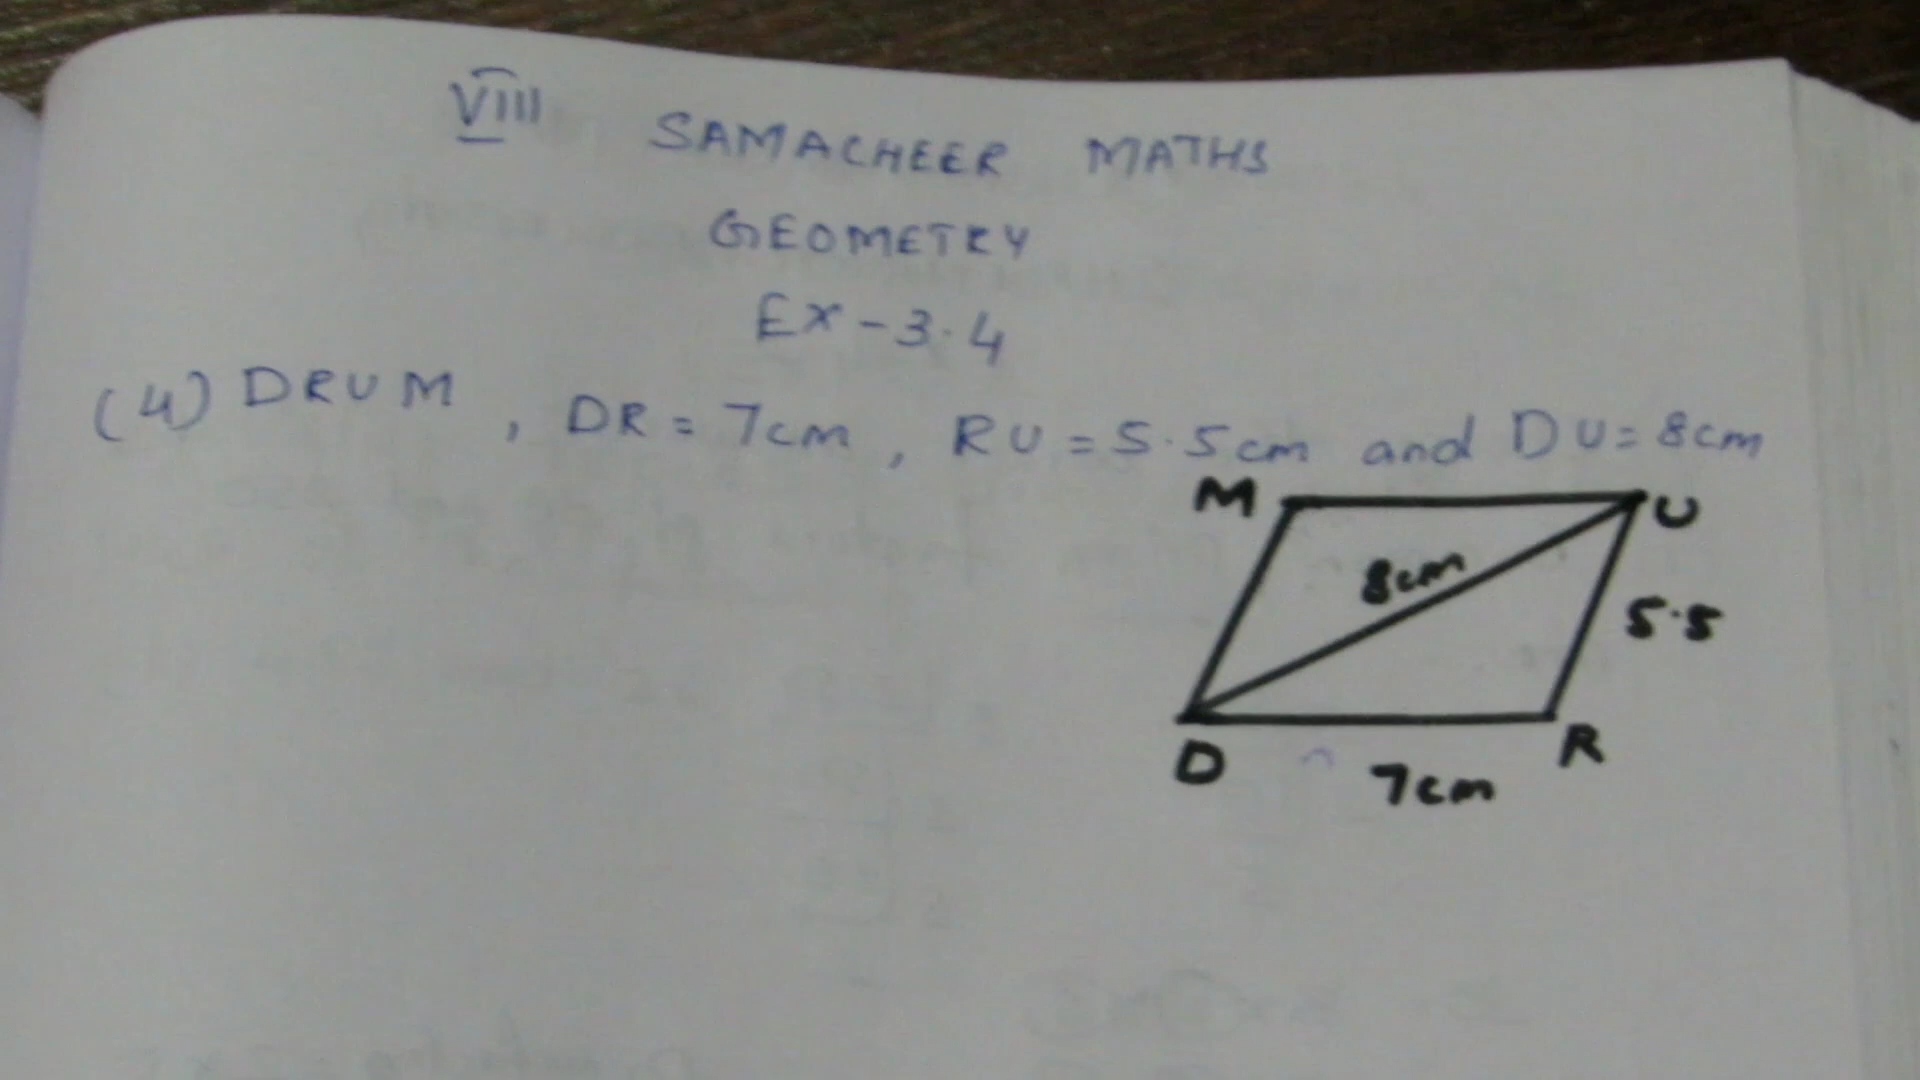 VIII SAMACHEER MATHS
GEOMETRY
Ex - 3.4
(4) DRUM, DR = 7cm, RU = 5.5cm and DU = 8cm
M U
8cm
5.5
D R
7cm